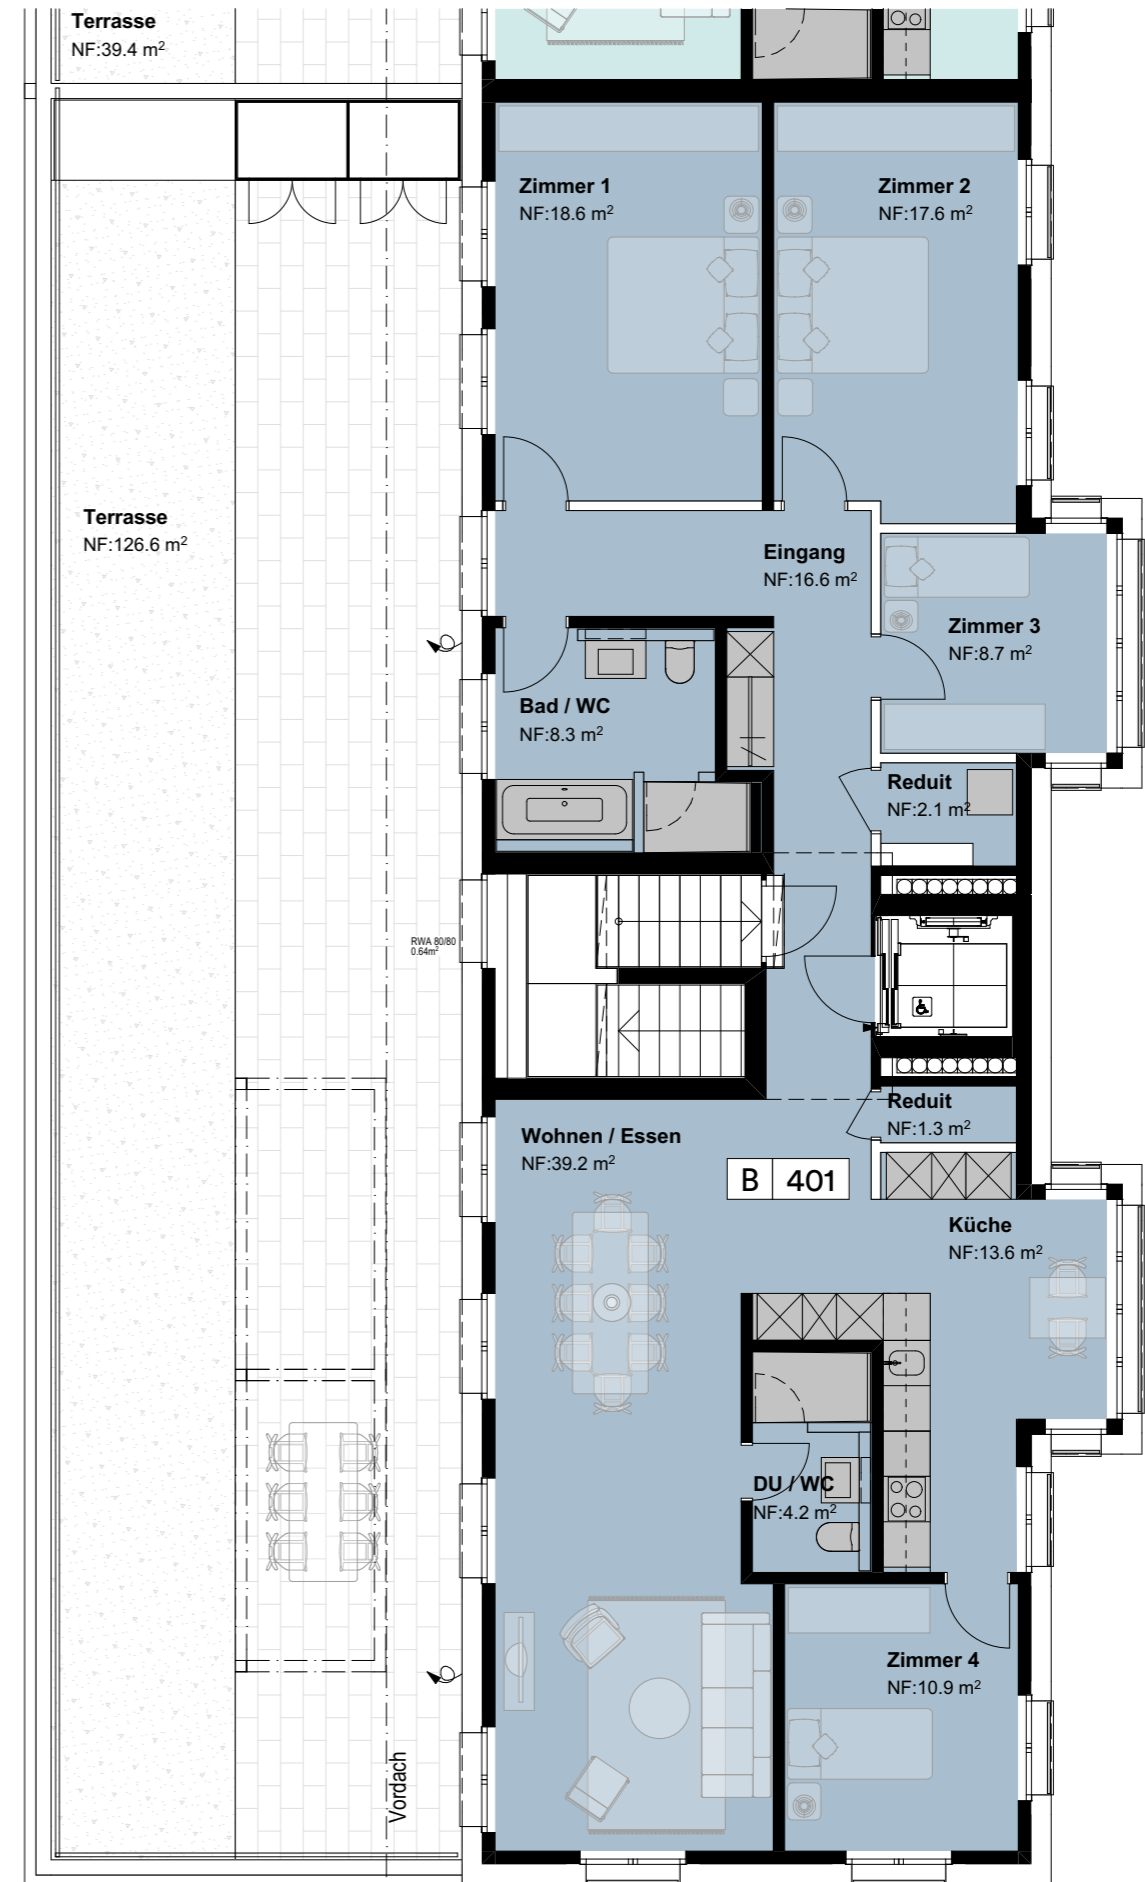 Terrasse
NF:39.4 m²
Zimmer 1
NF:18.6 m²
Zimmer 2
NF:17.6 m²
Terrasse
NF:126.6 m²
Eingang
NF:16.6 m²
Zimmer 3
NF:8.7 m²
Bad / WC
NF:8.3 m²
Reduit
NF:2.1 m²
RWA 80/80
0.64m²
Reduit
NF:1.3 m²
Wohnen / Essen
NF:39.2 m²
B 401
Küche
NF:13.6 m²
DU / WC
NF:4.2 m²
Zimmer 4
NF:10.9 m²
Vordach